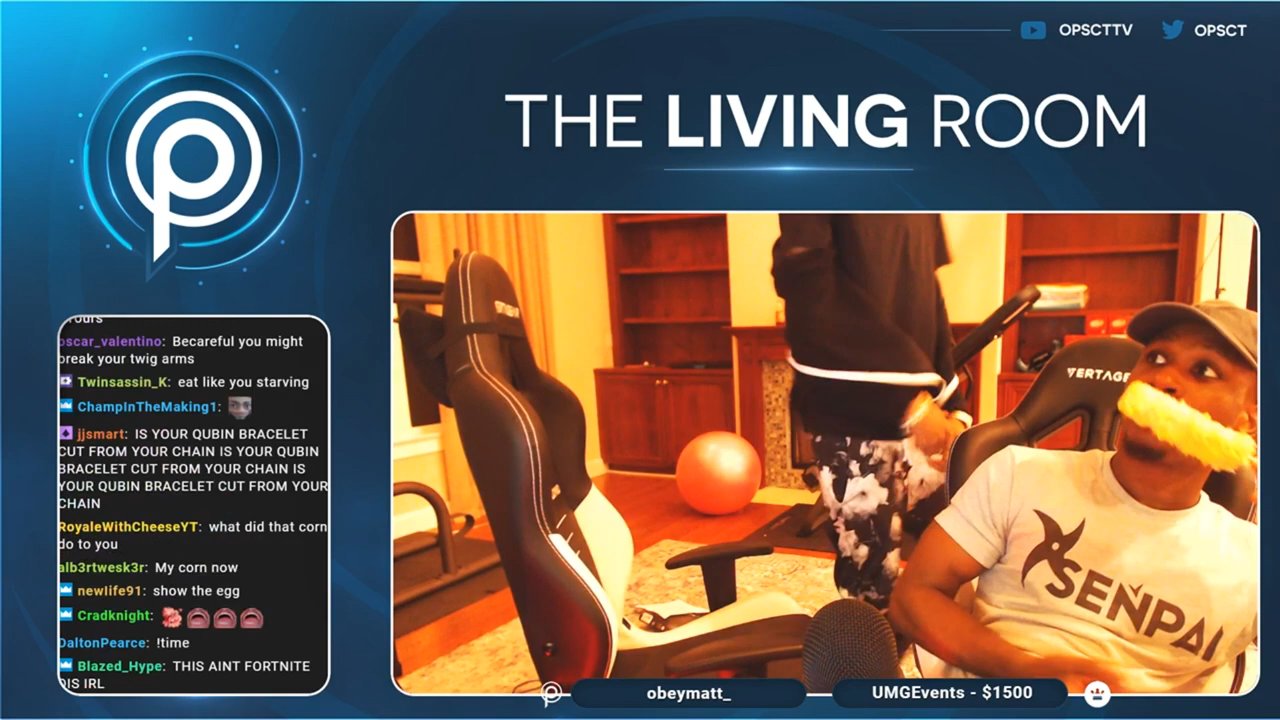 OPSCTTV OPSCT
THE LIVING ROOM
yours
oscar_valentino: Becareful you might
break your twig arms
Twinsassin_K: eat like you starving
ChampInTheMaking1:
jjsmart: IS YOUR QUBIN BRACELET
CUT FROM YOUR CHAIN IS YOUR QUBIN
BRACELET CUT FROM YOUR CHAIN IS
YOUR QUBIN BRACELET CUT FROM YOUR
CHAIN
RoyaleWithCheeseYT: what did that corn
do to you
alb3rtwesk3r: My corn now
newlife91: show the egg
Cradknight:
DaltonPearce: !time
Blazed_Hype: THIS AINT FORTNITE
DIS IRL
VERTAGE
SENPAI
obeymatt_
UMGEvents - $1500